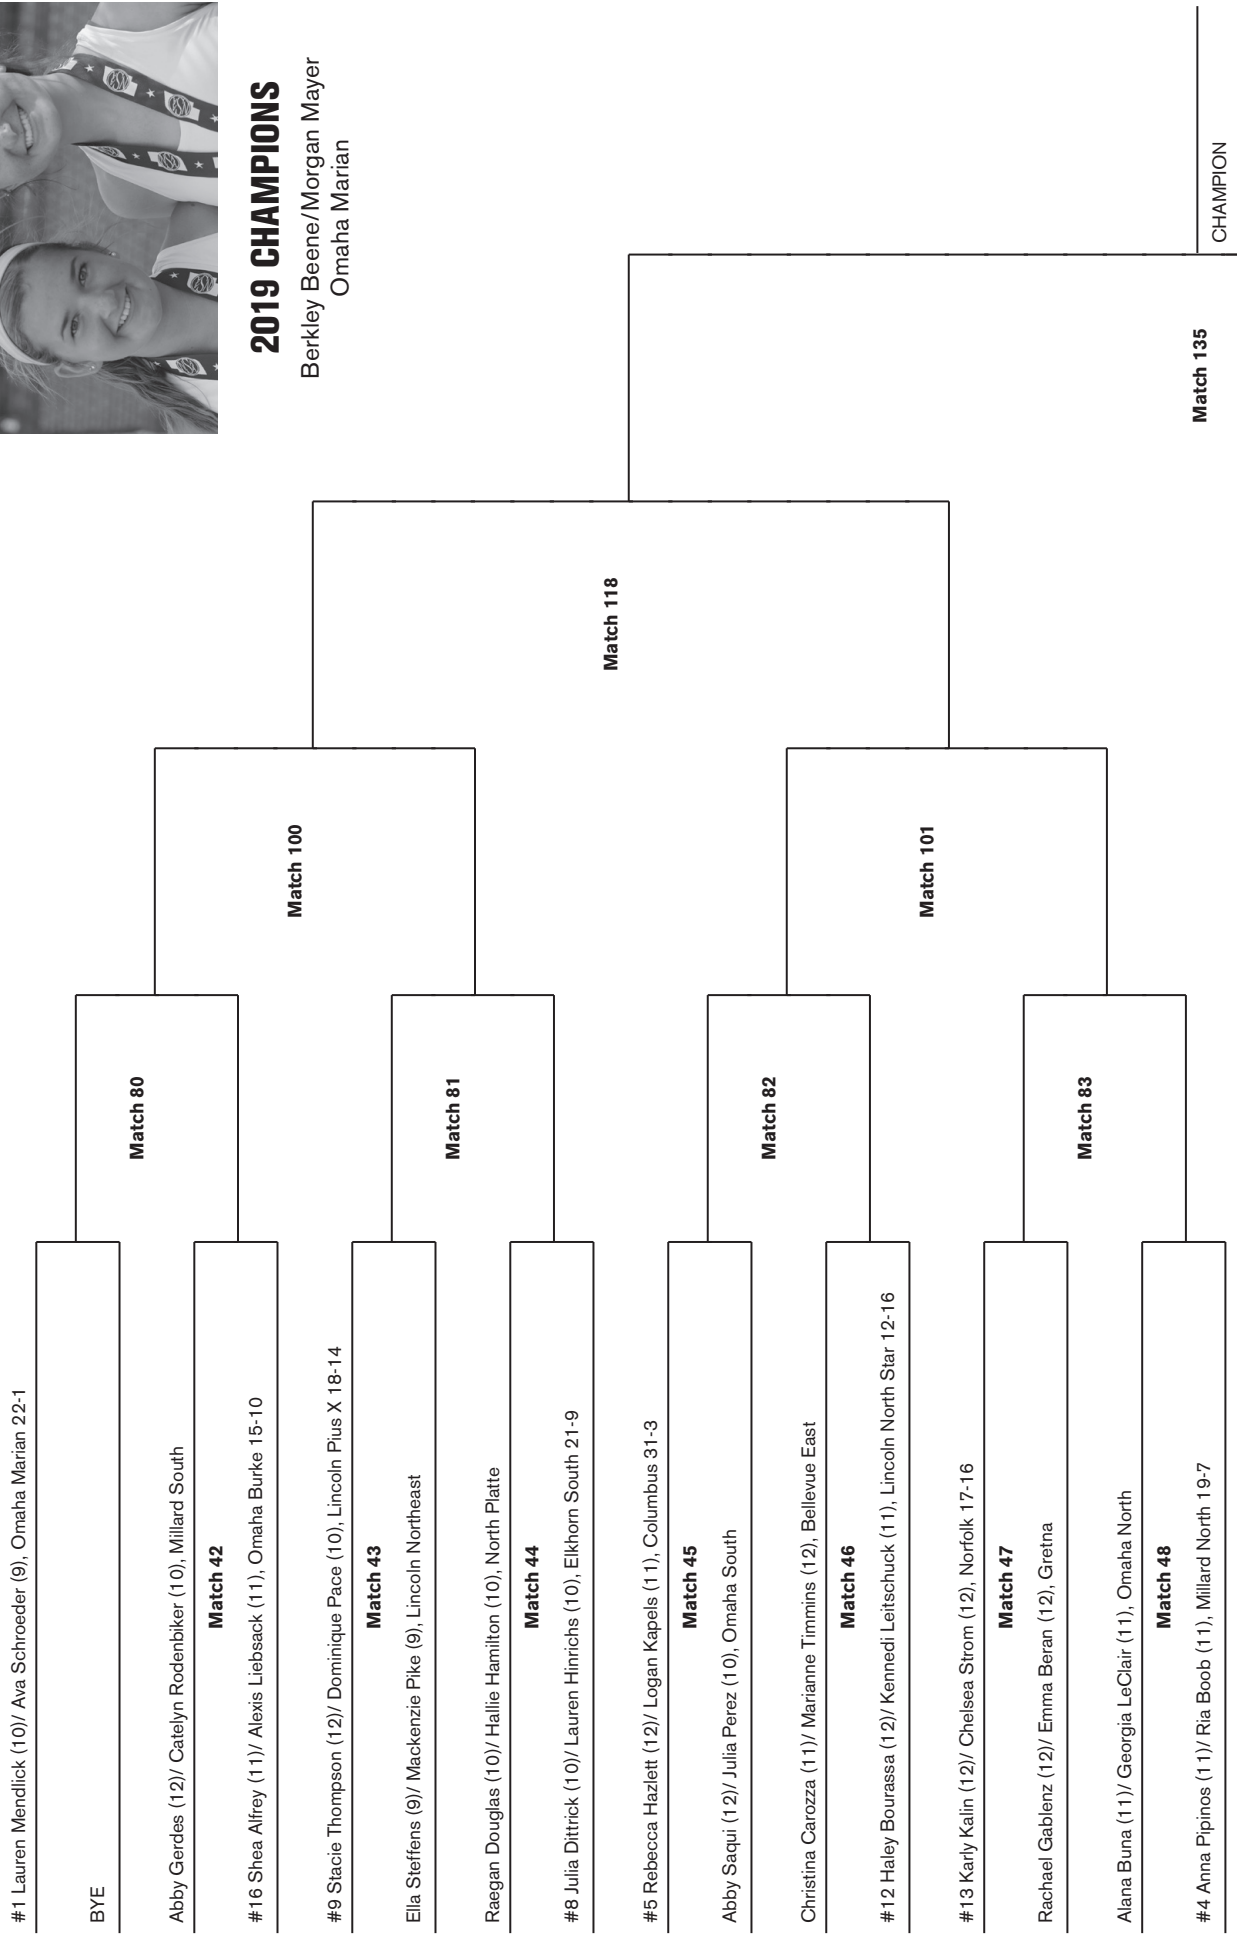 #1 Lauren Mendlick (10)/ Ava Schroeder (9), Omaha Marian 22-1
BYE
Match 80
Abby Gerdes (12)/ Catelyn Rodenbiker (10), Millard South
Match 42
#16 Shea Alfrey (11)/ Alexis Liebsack (11), Omaha Burke 15-10
Match 100
#9 Stacie Thompson (12)/ Dominique Pace (10), Lincoln Pius X 18-14
Match 43
Ella Steffens (9)/ Mackenzie Pike (9), Lincoln Northeast
Match 81
Raegan Douglas (10)/ Hallie Hamilton (10), North Platte
Match 44
#8 Julia Dittrick (10)/ Lauren Hinrichs (10), Elkhorn South 21-9
Match 118
#5 Rebecca Hazlett (12)/ Logan Kapels (11), Columbus 31-3
Match 45
Abby Saqui (12)/ Julia Perez (10), Omaha South
Match 82
Christina Carozza (11)/ Marianne Timmins (12), Bellevue East
Match 46
#12 Haley Bourassa (12)/ Kennedi Leitschuck (11), Lincoln North Star 12-16
Match 101
#13 Karly Kalin (12)/ Chelsea Strom (12), Norfolk 17-16
Match 47
Rachael Gablenz (12)/ Emma Beran (12), Gretna
Match 83
Alana Buna (11)/ Georgia LeClair (11), Omaha North
Match 48
#4 Anna Pipinos (11)/ Ria Boob (11), Millard North 19-7
Match 135
CHAMPION
2019 CHAMPIONS
Berkley Beene/Morgan Mayer
Omaha Marian